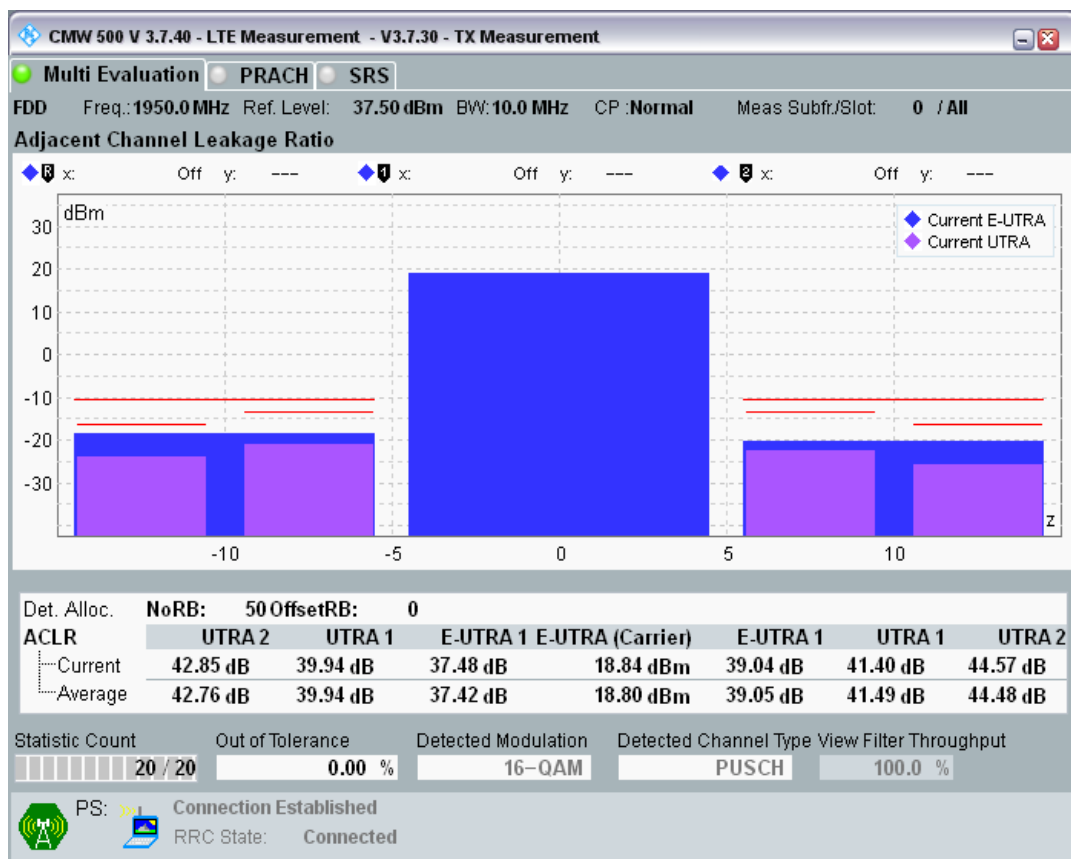 CMW 500 V 3.7.40 - LTE Measurement - V3.7.30 - TX Measurement
Multi Evaluation PRACH SRS
FDD Freq.: 1950.0 MHz Ref. Level: 37.50 dBm BW: 10.0 MHz CP :Normal Meas Subfr./Slot: 0 / All
Adjacent Channel Leakage Ratio
R x: Off y: --- 1 x: Off y: --- 2 x: Off y: ---
dBm
Current E-UTRA
Current UTRA
30
20
10
0
-10
-20
-30
z
-10 -5 0 5 10
Det. Alloc. NoRB: 50 OffsetRB: 0
ACLR UTRA 2 UTRA 1 E-UTRA 1 E-UTRA (Carrier) E-UTRA 1 UTRA 1 UTRA 2
Current 42.85 dB 39.94 dB 37.48 dB 18.84 dBm 39.04 dB 41.40 dB 44.57 dB
Average 42.76 dB 39.94 dB 37.42 dB 18.80 dBm 39.05 dB 41.49 dB 44.48 dB
Statistic Count Out of Tolerance Detected Modulation Detected Channel Type View Filter Throughput
20 / 20 0.00 % 16-QAM PUSCH 100.0 %
PS: Connection Established
RRC State: Connected